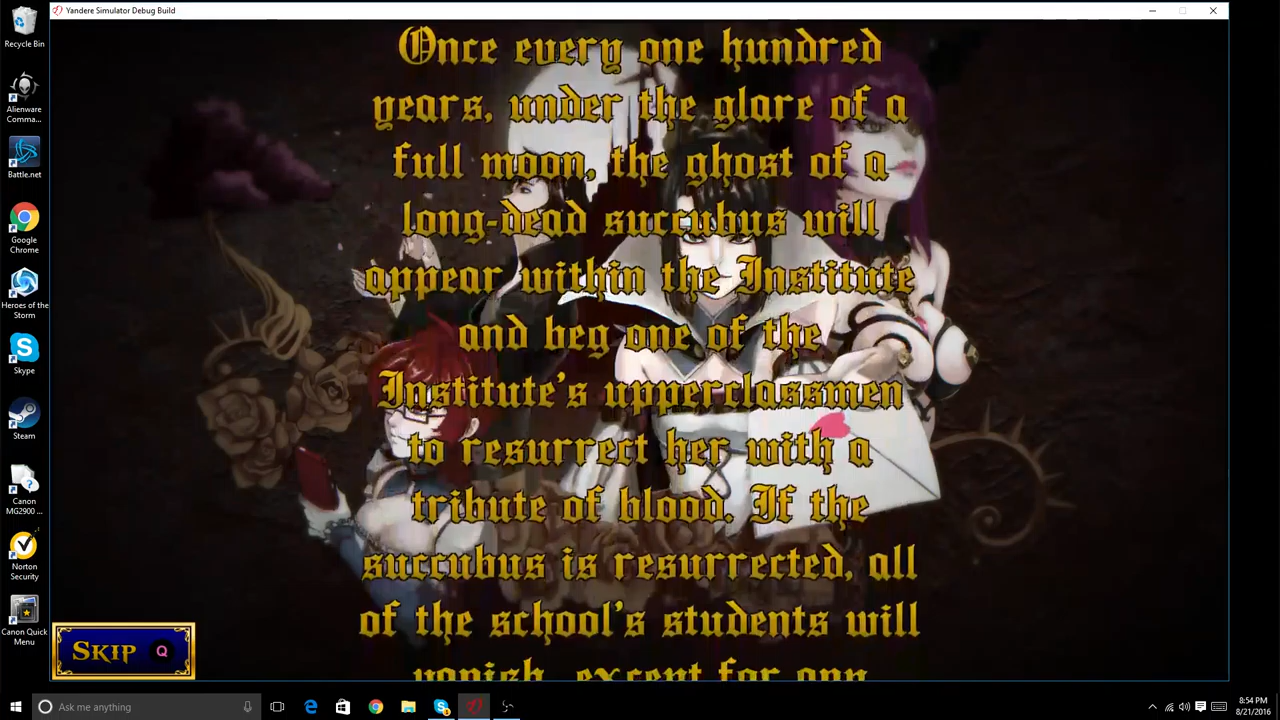 Yandere Simulator Debug Build
Recycle Bin
Alienware
Comma...
Battle.net
Google
Chrome
Heroes of the
Storm
Skype
Steam
Canon
MG2900 ...
Norton
Security
Canon Quick
Menu
Once every one hundred
years, under the glare of a
full moon, the ghost of a
long-dead succubus will
appear within the Institute
and beg one of the
Institute's upperclassmen
to resurrect her with a
tribute of blood. If the
succubus is resurrected, all
of the school's students will
vanish, except for any
SKIP Q
Ask me anything
8:54 PM
8/21/2016